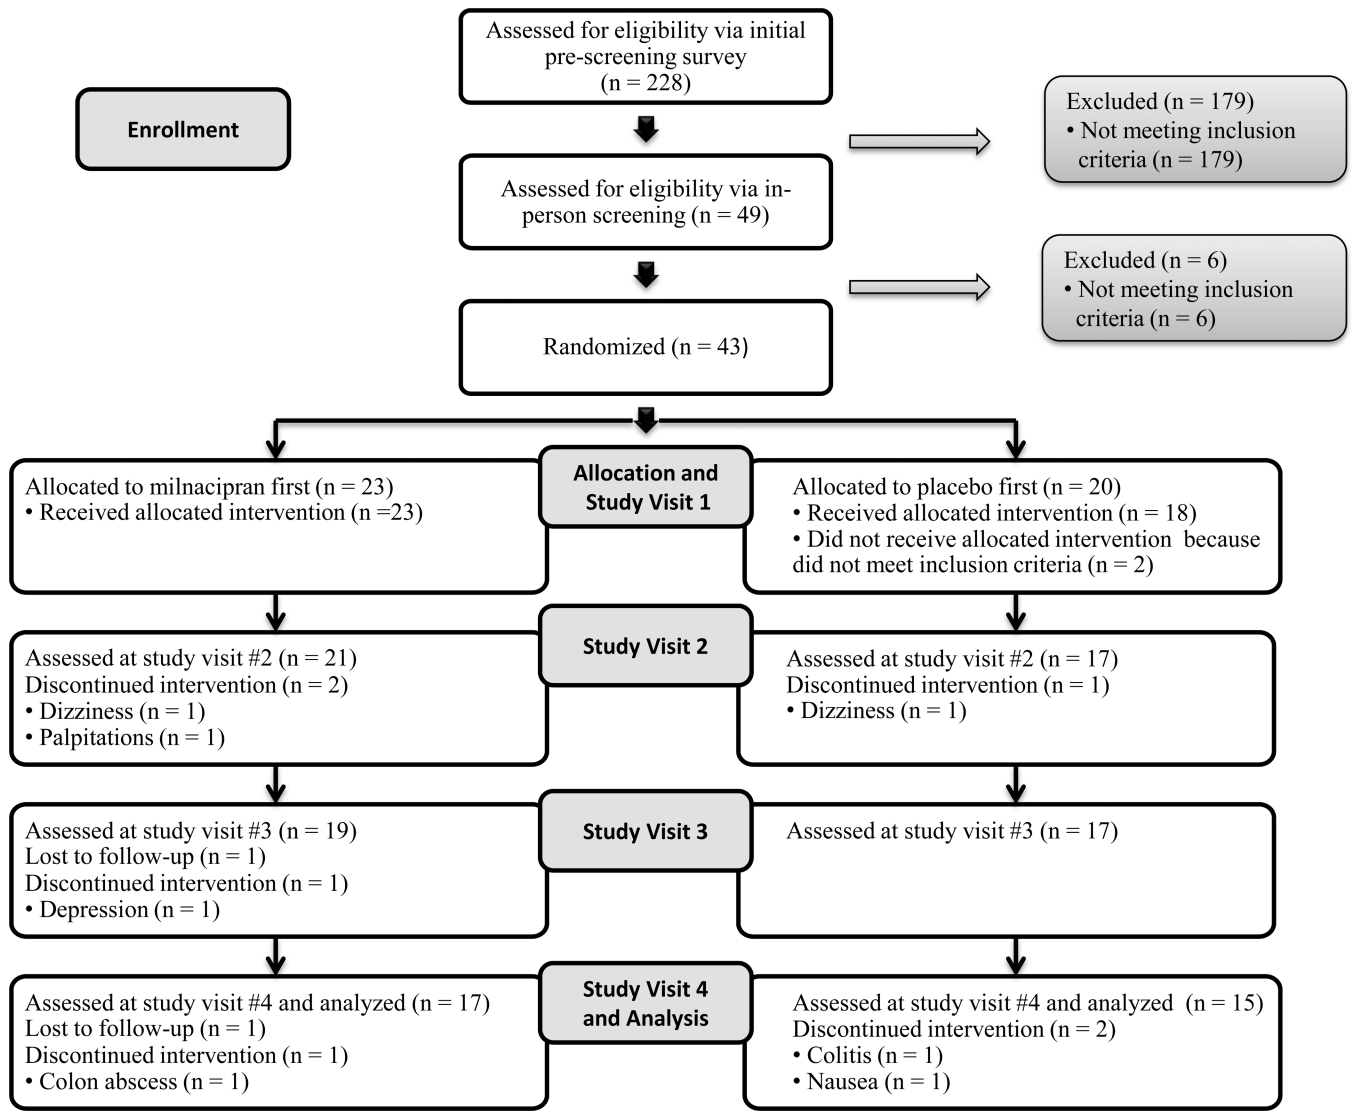 Assessed for eligibility via initial
pre-screening survey
(n = 228)
Enrollment
Excluded (n = 179)
• Not meeting inclusion
criteria (n = 179)
Assessed for eligibility via in-
person screening (n = 49)
Excluded (n = 6)
• Not meeting inclusion
criteria (n = 6)
Randomized (n = 43)
Allocation and
Study Visit 1
Allocated to milnacipran first (n = 23)
• Received allocated intervention (n =23)
Allocated to placebo first (n = 20)
• Received allocated intervention (n = 18)
• Did not receive allocated intervention  because
did not meet inclusion criteria (n = 2)
Study Visit 2
Assessed at study visit #2 (n = 21)
Discontinued intervention (n = 2)
• Dizziness (n = 1)
• Palpitations (n = 1)
Assessed at study visit #2 (n = 17)
Discontinued intervention (n = 1)
• Dizziness (n = 1)
Study Visit 3
Assessed at study visit #3 (n = 19)
Lost to follow-up (n = 1)
Discontinued intervention (n = 1)
• Depression (n = 1)
Assessed at study visit #3 (n = 17)
Study Visit 4
and Analysis
Assessed at study visit #4 and analyzed (n = 17)
Lost to follow-up (n = 1)
Discontinued intervention (n = 1)
• Colon abscess (n = 1)
Assessed at study visit #4 and analyzed  (n = 15)
Discontinued intervention (n = 2)
• Colitis (n = 1)
• Nausea (n = 1)